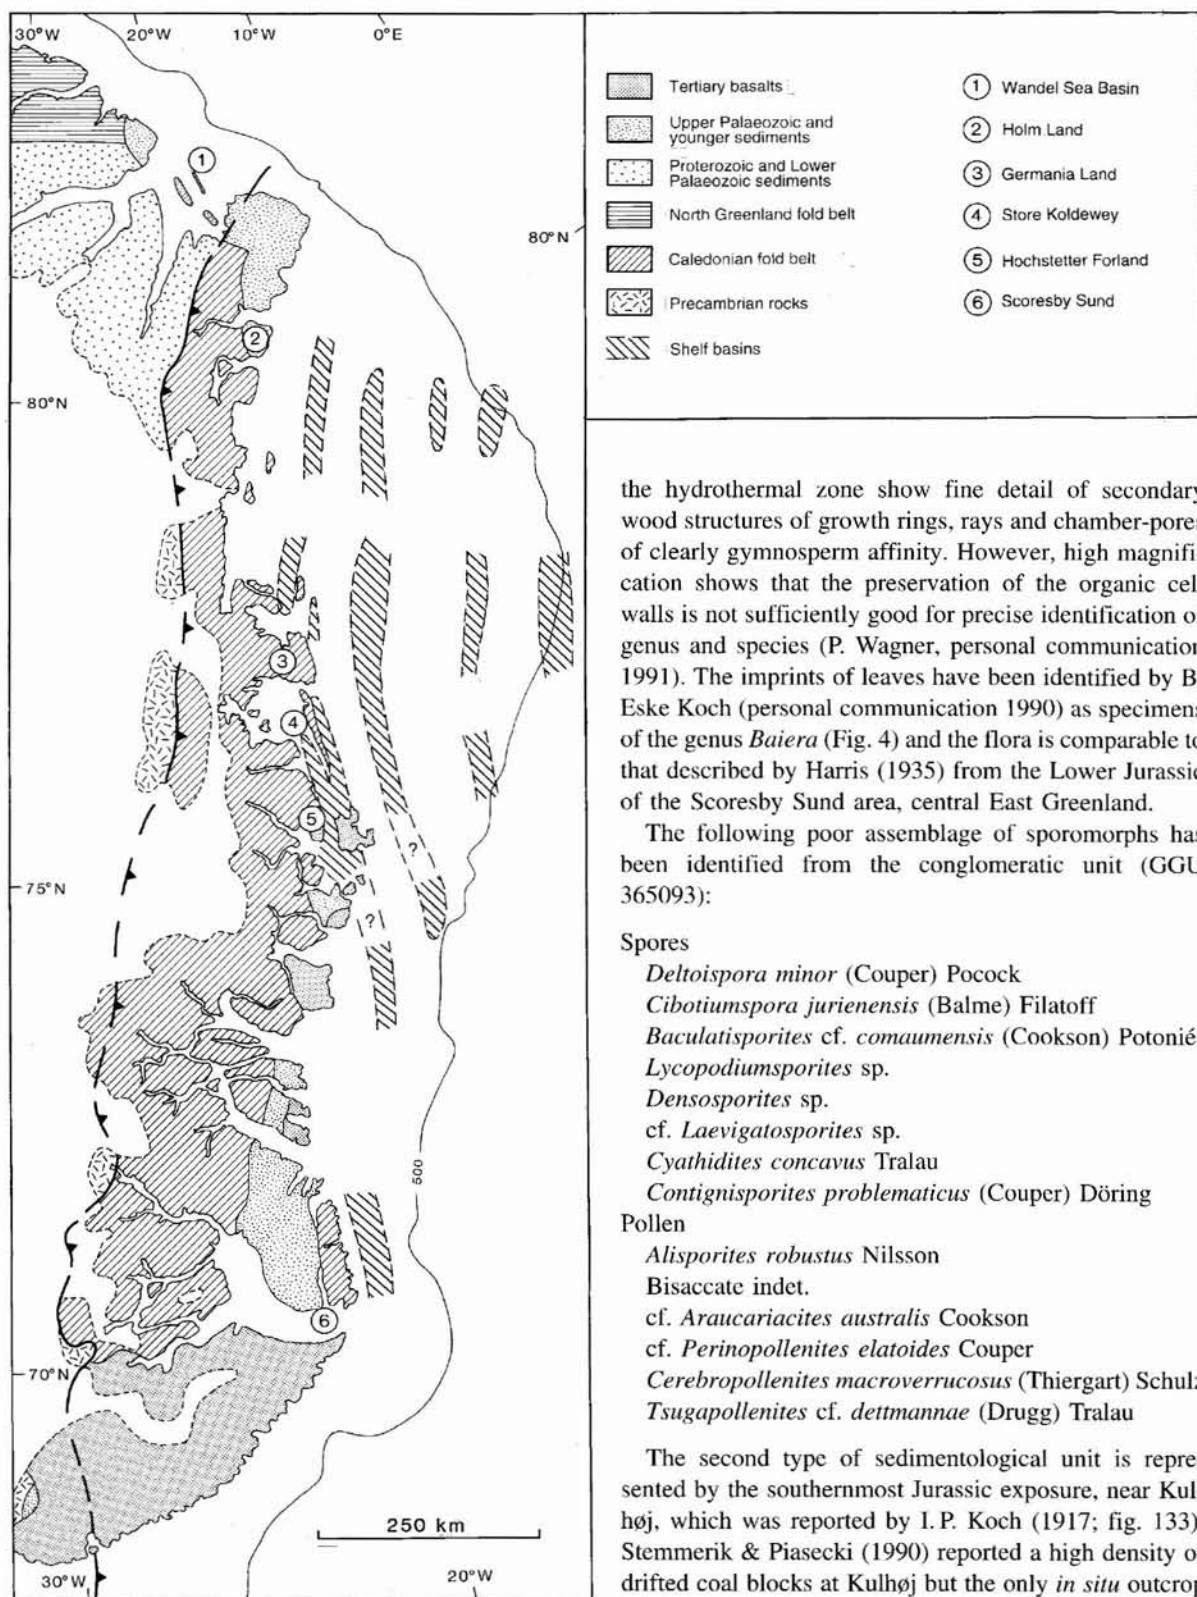 30°W 20°W 10°W 0°E
Tertiary basalts
Upper Palaeozoic and
younger sediments
Proterozoic and Lower
Palaeozoic sediments
North Greenland fold belt
Caledonian fold belt
Precambrian rocks
Shelf basins
1 Wandel Sea Basin
2 Holm Land
3 Germania Land
4 Store Koldewey
5 Hochstetter Forland
6 Scoresby Sund
1
80°N
2
80°N
3
4
5
?
75°N
?
500
6
70°N
250 km
30°W 20°W
the hydrothermal zone show fine detail of secondary
wood structures of growth rings, rays and chamber-pores
of clearly gymnosperm affinity. However, high magnifi-
cation shows that the preservation of the organic cell
walls is not sufficiently good for precise identification of
genus and species (P. Wagner, personal communication
1991). The imprints of leaves have been identified by B.
Eske Koch (personal communication 1990) as specimens
of the genus Baiera (Fig. 4) and the flora is comparable to
that described by Harris (1935) from the Lower Jurassic
of the Scoresby Sund area, central East Greenland.
The following poor assemblage of sporomorphs has
been identified from the conglomeratic unit (GGU
365093):
Spores
Deltoispora minor (Couper) Pocock
Cibotiumspora jurienensis (Balme) Filatoff
Baculatisporites cf. comaumensis (Cookson) Potonié
Lycopodiumsporites sp.
Densosporites sp.
cf. Laevigatosporites sp.
Cyathidites concavus Tralau
Contignisporites problematicus (Couper) Döring
Pollen
Alisporites robustus Nilsson
Bisaccate indet.
cf. Araucariacites australis Cookson
cf. Perinopollenites elatoides Couper
Cerebropollenites macroverrucosus (Thiergart) Schulz
Tsugapollenites cf. dettmannae (Drugg) Tralau
The second type of sedimentological unit is repre-
sented by the southernmost Jurassic exposure, near Kul-
høj, which was reported by I. P. Koch (1917; fig. 133).
Stemmerik & Piasecki (1990) reported a high density of
drifted coal blocks at Kulhøj but the only in situ outcrop